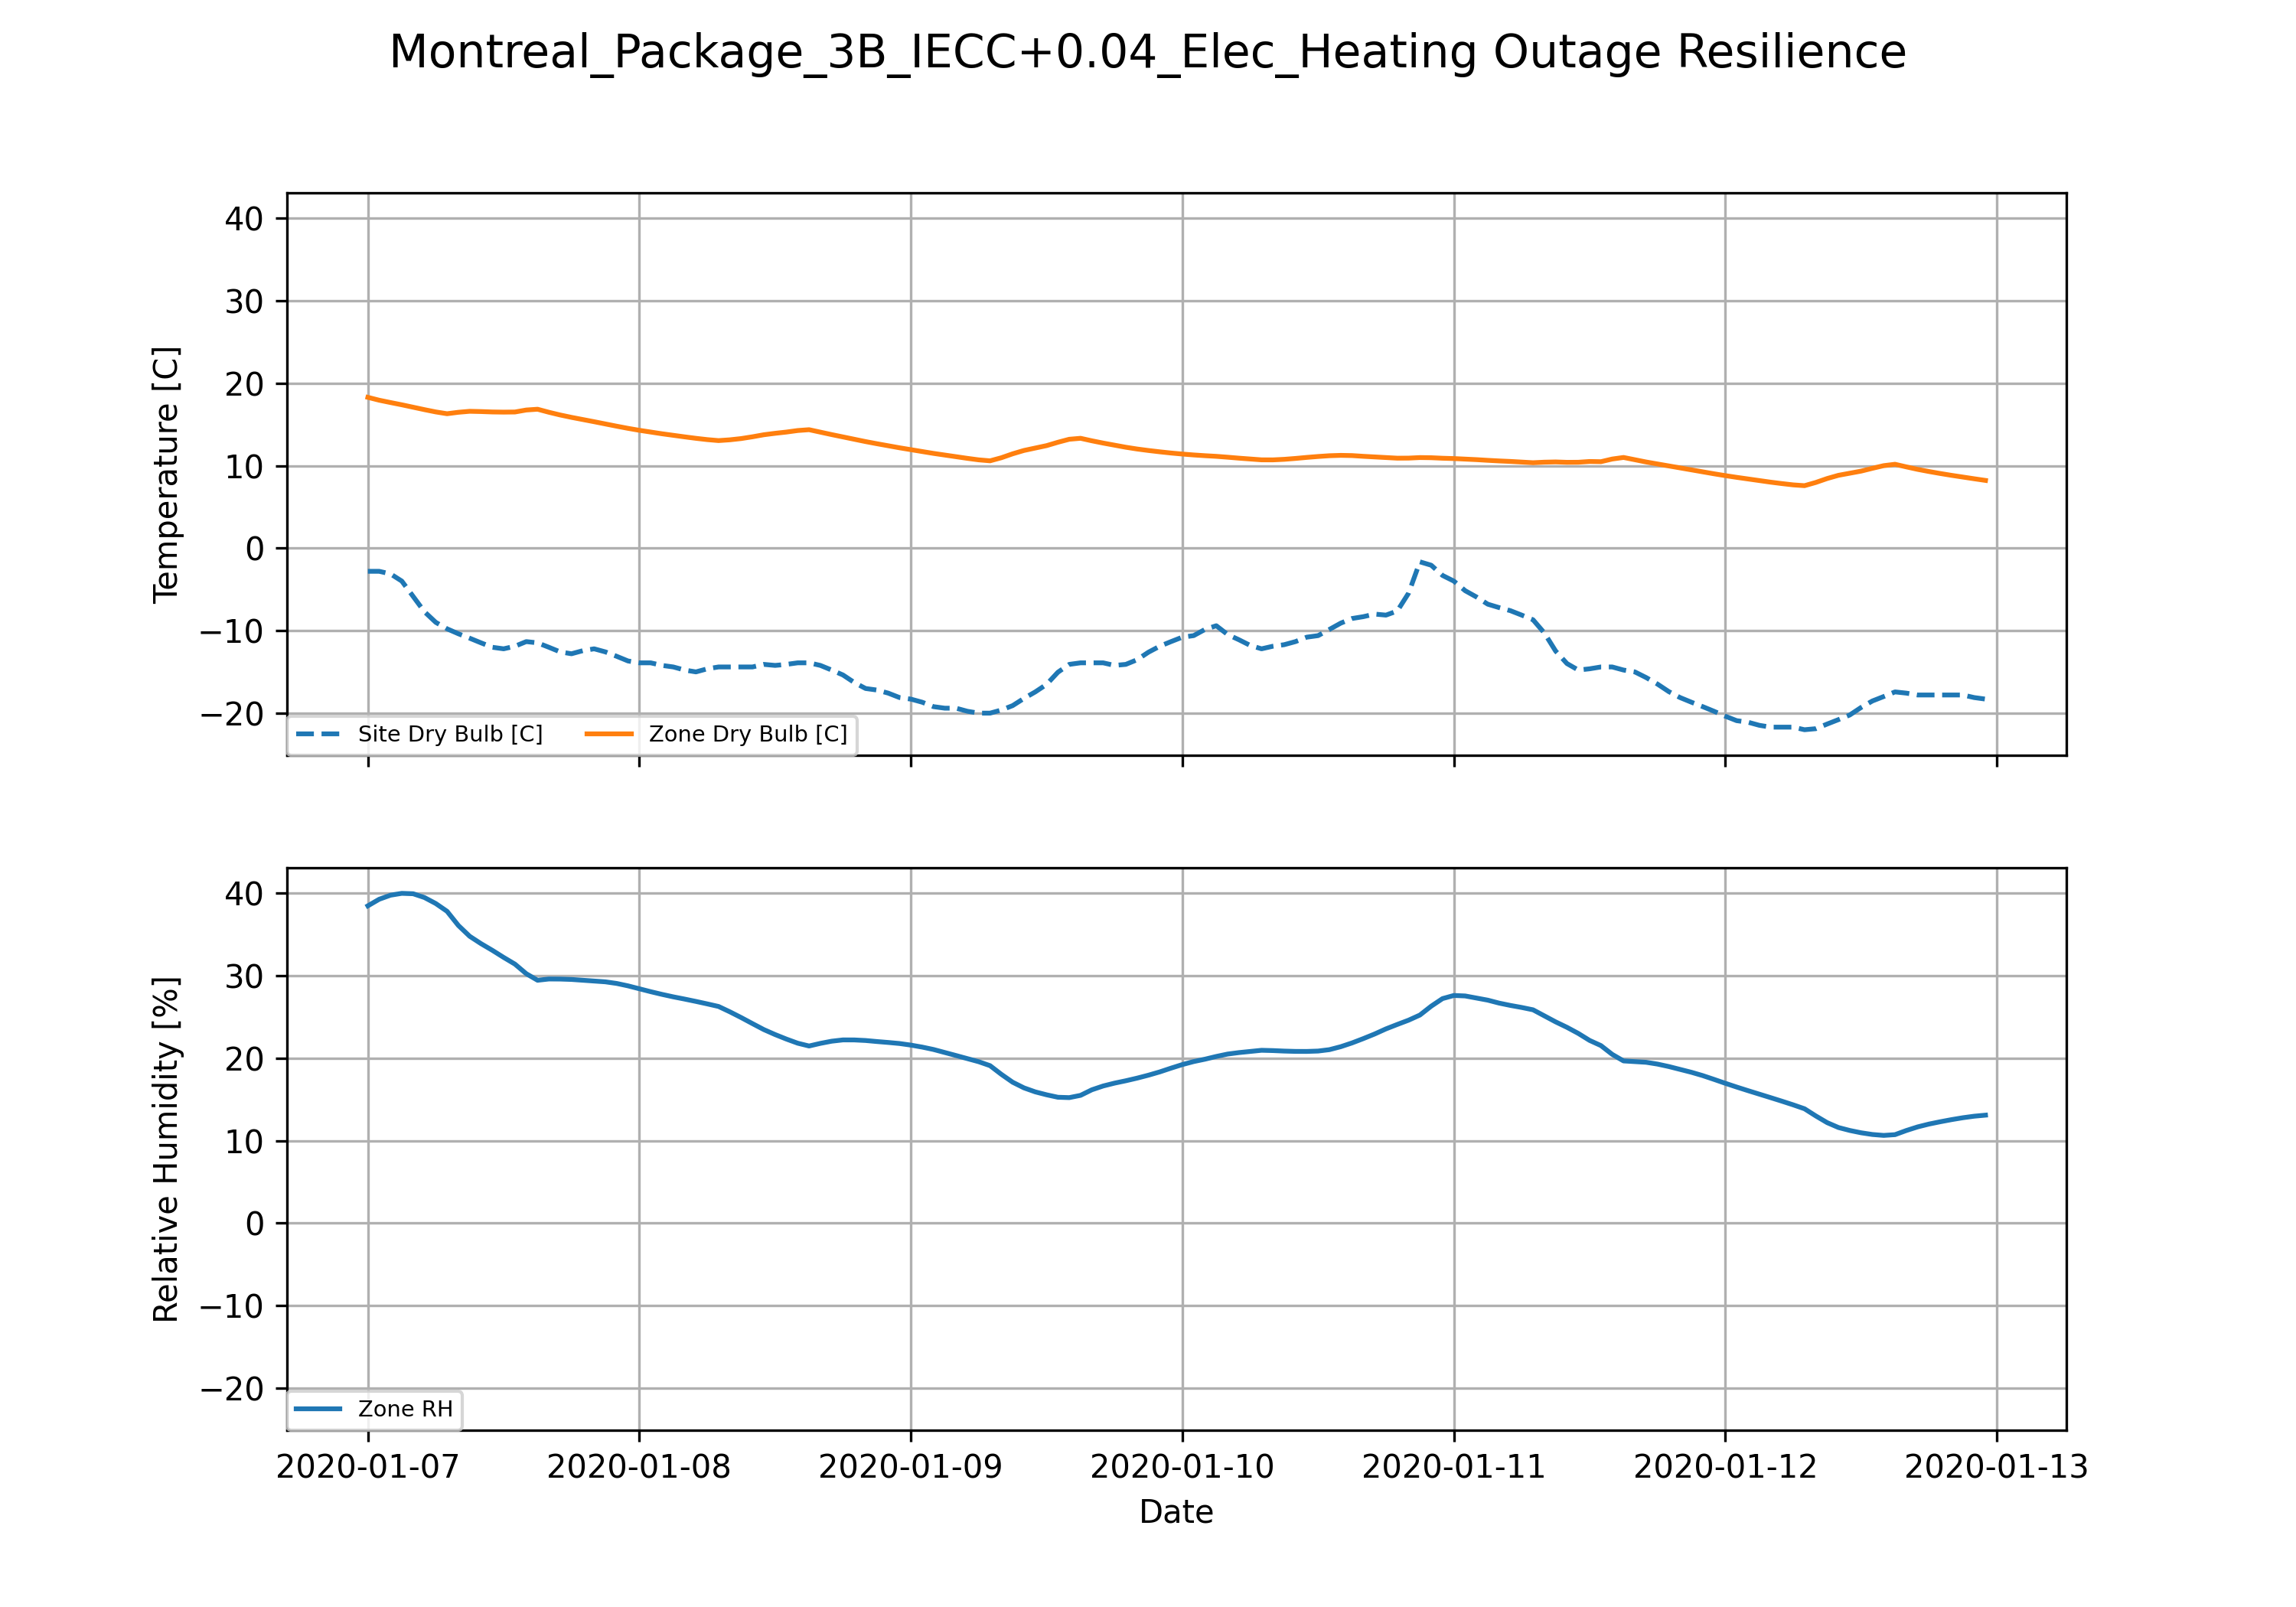 Montreal_Package_3B_IECC+0.04_Elec_Heating Outage Resilience
40
30
20
10
0
−10
−20
Temperature [C]
Site Dry Bulb [C] Zone Dry Bulb [C]
40
30
20
10
0
−10
−20
Relative Humidity [%]
Zone RH
2020-01-07 2020-01-08 2020-01-09 2020-01-10 2020-01-11 2020-01-12 2020-01-13
Date